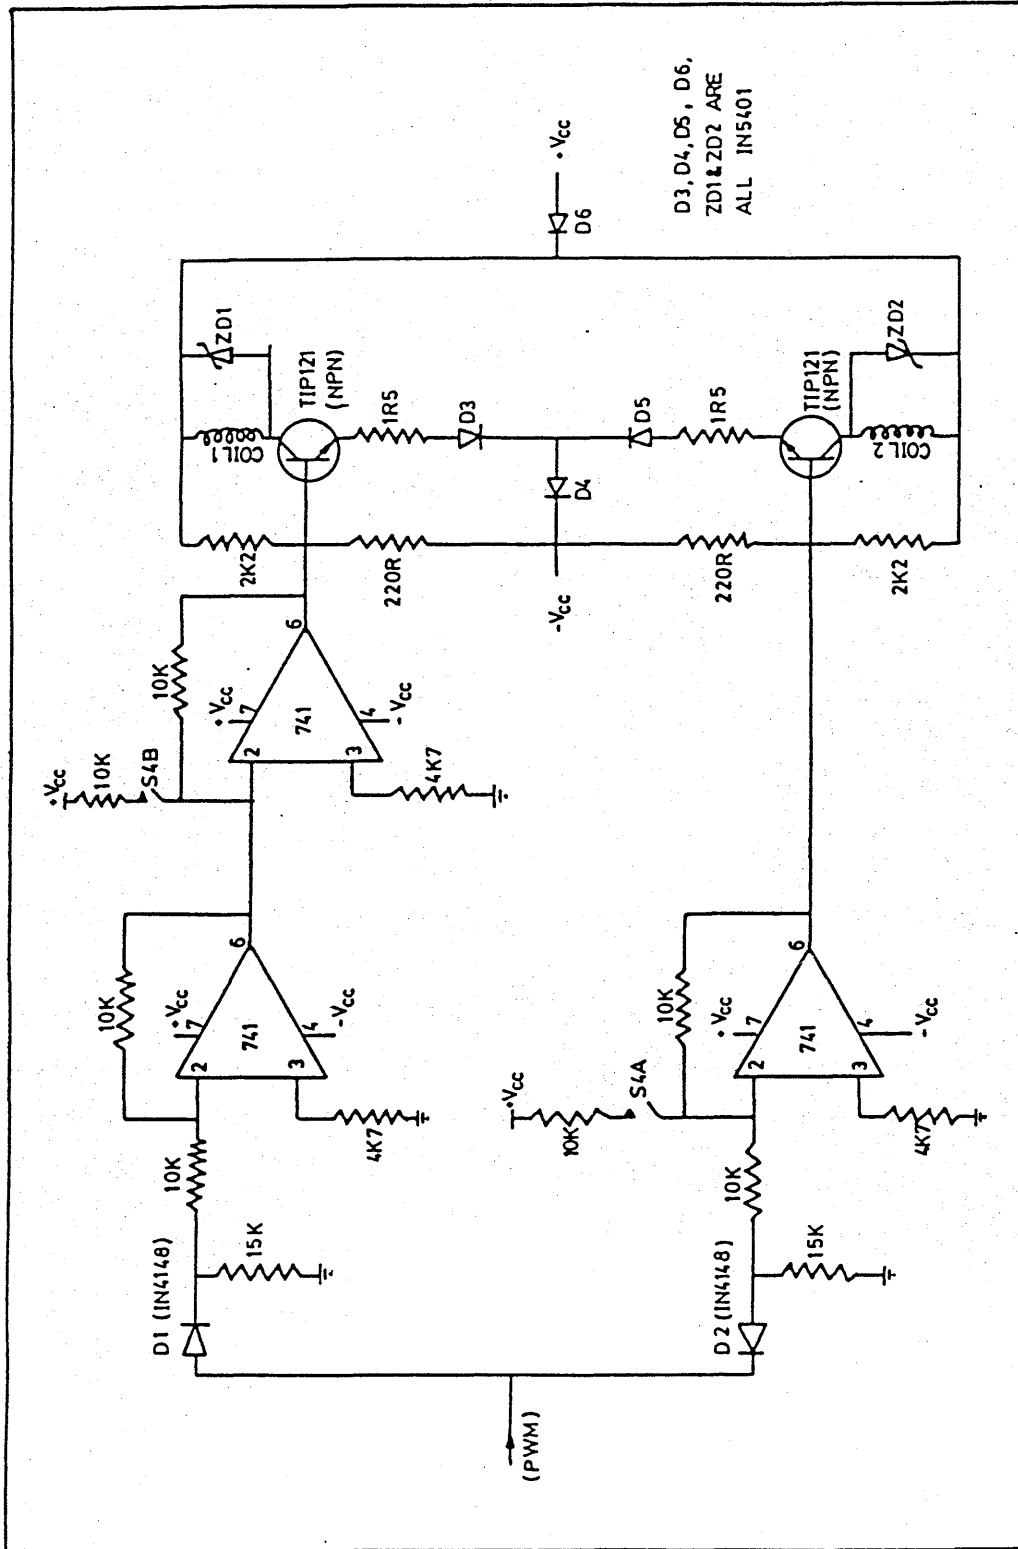 (PWM)
D1 (IN4148)
15K
10K
10K
2
3
741
7
+Vcc
4
-Vcc
6
4K7
+Vcc
10K
S4B
10K
2
3
741
7
+Vcc
4
-Vcc
6
4K7
2K2
220R
COIL1
ZD1
TIP121
(NPN)
1R5
D3
D4
-Vcc
D6
+Vcc
D5
1R5
TIP121
(NPN)
220R
2K2
COIL 2
ZD2
D2 (IN4148)
15K
10K
+Vcc
10K
S4A
10K
2
3
741
7
+Vcc
4
-Vcc
6
4K7
D3, D4, D5, D6,
ZD1 & ZD2 ARE
ALL IN5401